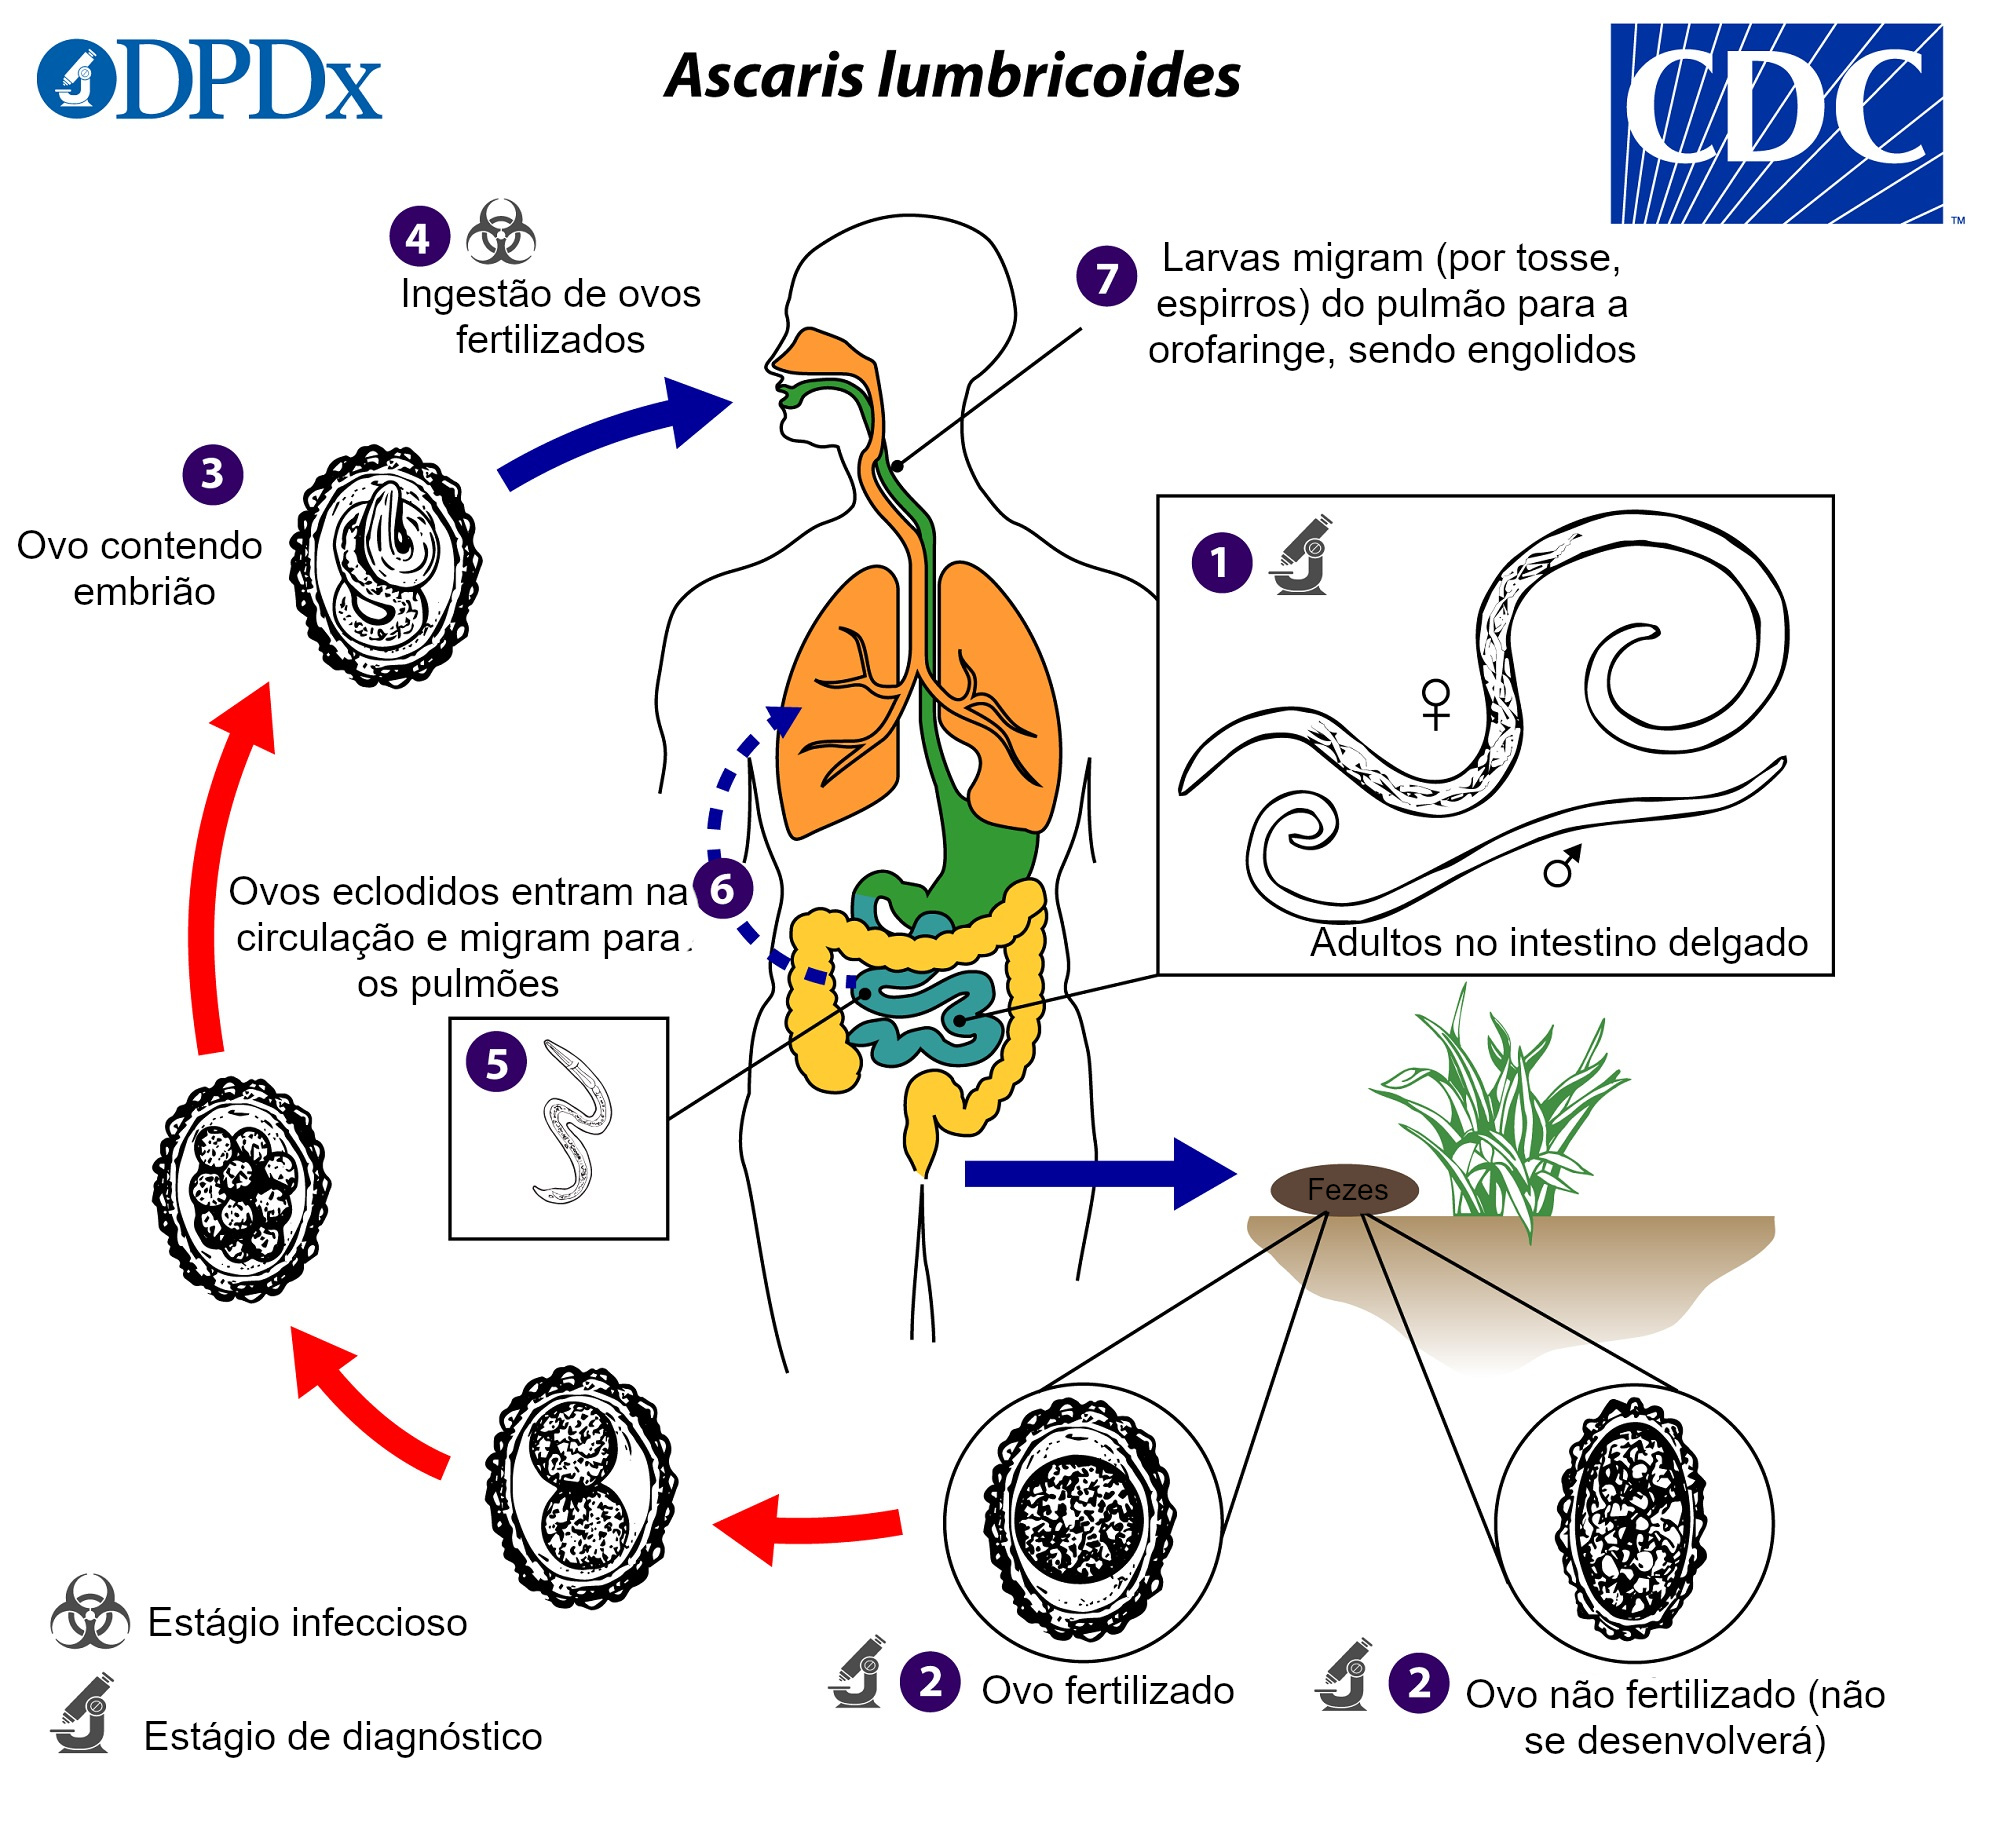 DPDx
Ascaris lumbricoides
CDC
TM
4
Ingestão de ovos
fertilizados
7
Larvas migram (por tosse,
espirros) do pulmão para a
orofaringe, sendo engolidos
3
Ovo contendo
embrião
1
♀
♂
Adultos no intestino delgado
6
Ovos eclodidos entram na
circulação e migram para
os pulmões
5
Fezes
2
Ovo fertilizado
2
Ovo não fertilizado (não
se desenvolverá)
Estágio infeccioso
Estágio de diagnóstico